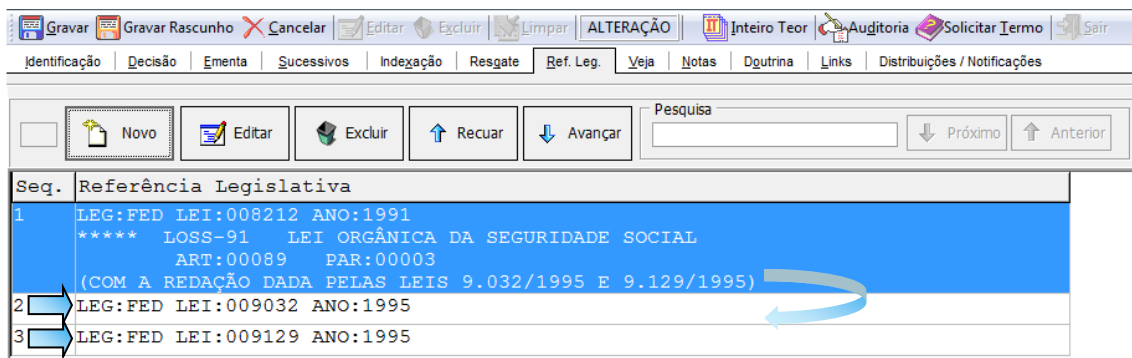 Gravar Gravar Rascunho Cancelar Editar Excluir Limpar ALTERAÇÃO Inteiro Teor Auditoria Solicitar Termo Sair
Identificação Decisão Ementa Sucessivos Indexação Resgate Ref. Leg. Veja Notas Doutrina Links Distribuições / Notificações
Pesquisa
Novo Editar Excluir Recuar Avançar Próximo Anterior
Seq. Referência Legislativa
1 LEG:FED LEI:008212 ANO:1991
***** LOSS-91 LEI ORGÂNICA DA SEGURIDADE SOCIAL
ART:00089 PAR:00003
(COM A REDAÇÃO DADA PELAS LEIS 9.032/1995 E 9.129/1995)
2 LEG:FED LEI:009032 ANO:1995
3 LEG:FED LEI:009129 ANO:1995